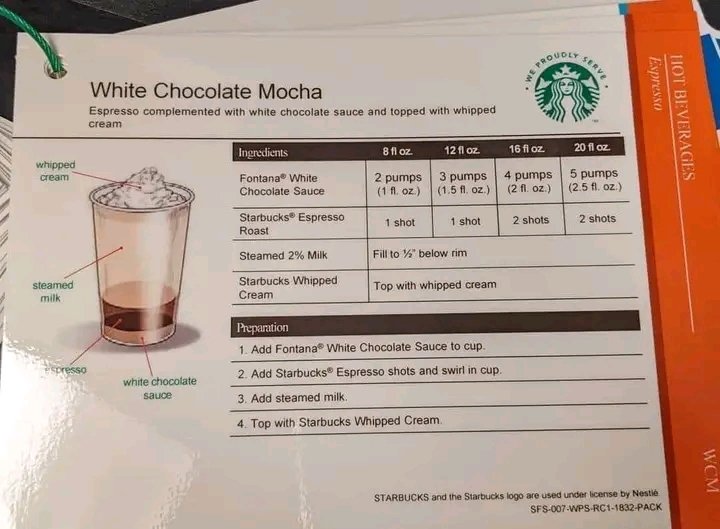 White Chocolate Mocha
Espresso complemented with white chocolate sauce and topped with whipped
cream
WE PROUDLY SERVE
TM
HOT BEVERAGES
Espresso
whipped
cream
steamed
milk
espresso
white chocolate
sauce
Ingredients 8 fl oz. 12 fl oz. 16 fl oz. 20 fl oz.
Fontana® White
Chocolate Sauce
2 pumps
(1 fl. oz.)
3 pumps
(1.5 fl. oz.)
4 pumps
(2 fl. oz.)
5 pumps
(2.5 fl. oz.)
Starbucks® Espresso
Roast
1 shot 1 shot 2 shots 2 shots
Steamed 2% Milk Fill to ½" below rim
Starbucks Whipped
Cream
Top with whipped cream
Preparation
1. Add Fontana® White Chocolate Sauce to cup.
2. Add Starbucks® Espresso shots and swirl in cup.
3. Add steamed milk.
4. Top with Starbucks Whipped Cream.
STARBUCKS and the Starbucks logo are used under license by Nestlé
SFS-007-WPS-RC1-1832-PACK
WCM